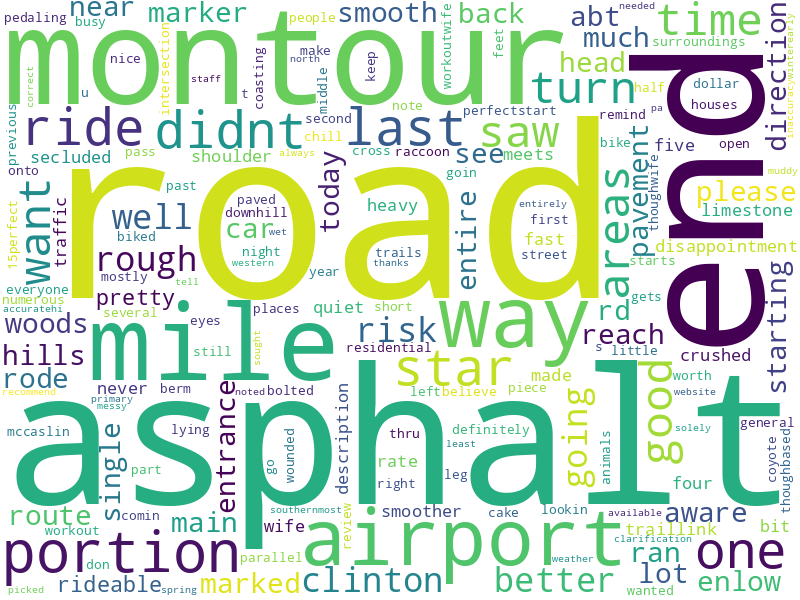 pedaling
near
marker
smooth
people
back
abt
time
needed
busy
montour
nice
staff
north
make
coasting
keep
middle
workoutwife
feet
intersection
much
surroundings
head
half
direction
inaccuracywinterearly
turn
dollar
houses
correct
u
t
previous
ride
didnt
last
second
note
perfectstart
chill
always
saw
remind
pa
bike
open
end
secluded
pass
shoulder
cross
raccoon
see
meets
areas
pavement
thoughwife
five
muddy
onto
want
traffic
past
road
paved
downhill
today
heavy
goin
entirely
first
fast
street
please
limestone
15perfect
well
biked
car
night
wet
western
trails
thanks
entire
disappointment
rough
mostly
year
starts
everyone
numerous
pretty
tell
several
accuratehi
places
quiet
short
way
rd
gets
starting
woods
mile
eyes
still
sought
risk
reach
residential
s
little
crushed
hills
rode
recommend
never
berm
bolted
star
made
left
believe
piece
going
good
worth
website
primary
messy
noted
entrance
asphalt
mccaslin
lying
single
go
wounded
description
thru
definitely
rate
right
leg
least
animals
solely
general
coyote
thoughbased
four
part
route
comin
main
southernmost
wife
review
smoother
cake
lookin
available
aware
bit
workout
don
portion
parallel
airport
weather
traillink
clarification
ran
one
picked
rideable
spring
marked
clinton
better
wanted
lot
enlow